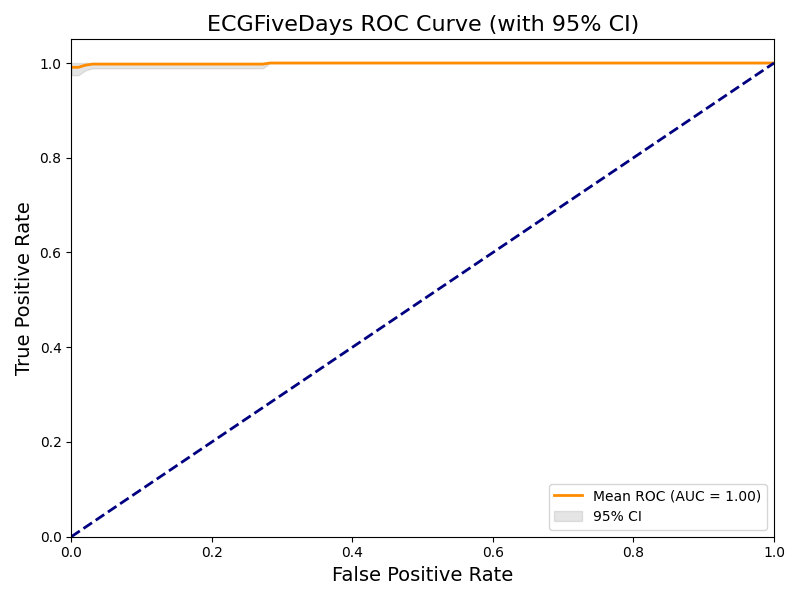 ECGFiveDays ROC Curve (with 95% CI)
True Positive Rate
1.0
0.8
0.6
0.4
0.2
0.0
0.0 0.2 0.4 0.6 0.8 1.0
False Positive Rate
Mean ROC (AUC = 1.00)
95% CI